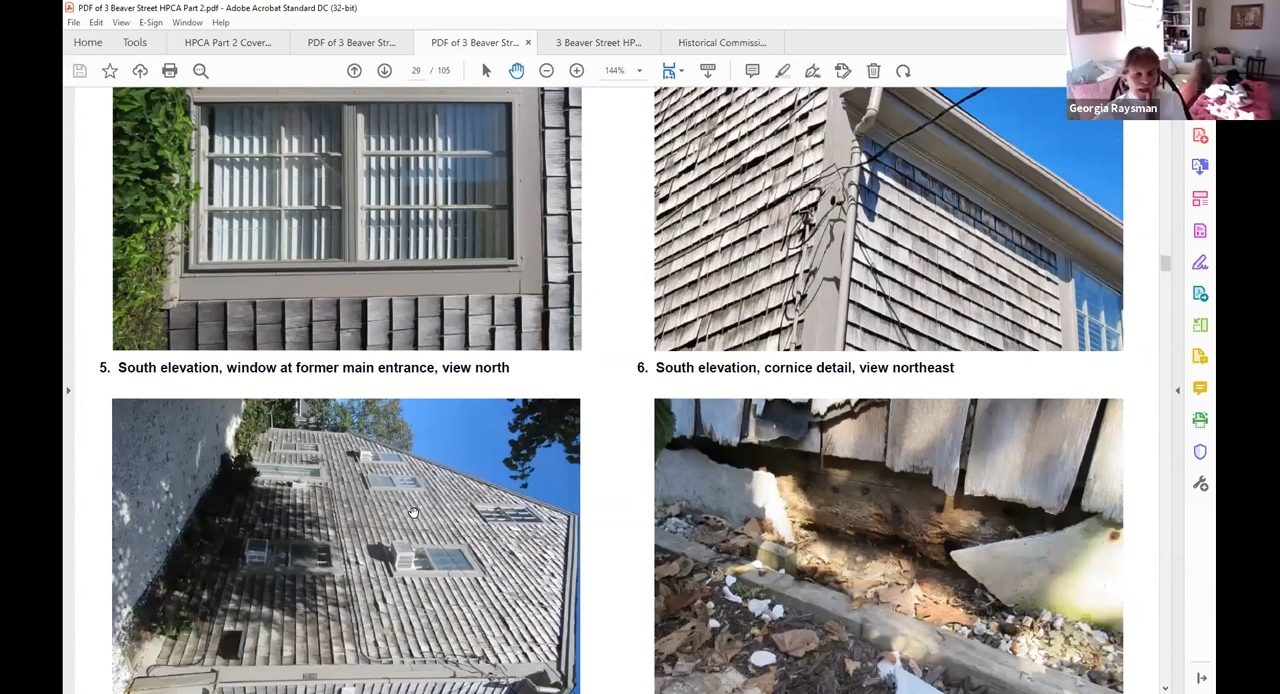 PDF of 3 Beaver Street HPCA Part 2.pdf - Adobe Acrobat Standard DC (32-bit)
File Edit View E-Sign Window Help
Home Tools HPCA Part 2 Cover... PDF of 3 Beaver Str... PDF of 3 Beaver Str... × 3 Beaver Street HP... Historical Commissi...
29 / 105 144%
Georgia Raysman
5. South elevation, window at former main entrance, view north
6. South elevation, cornice detail, view northeast